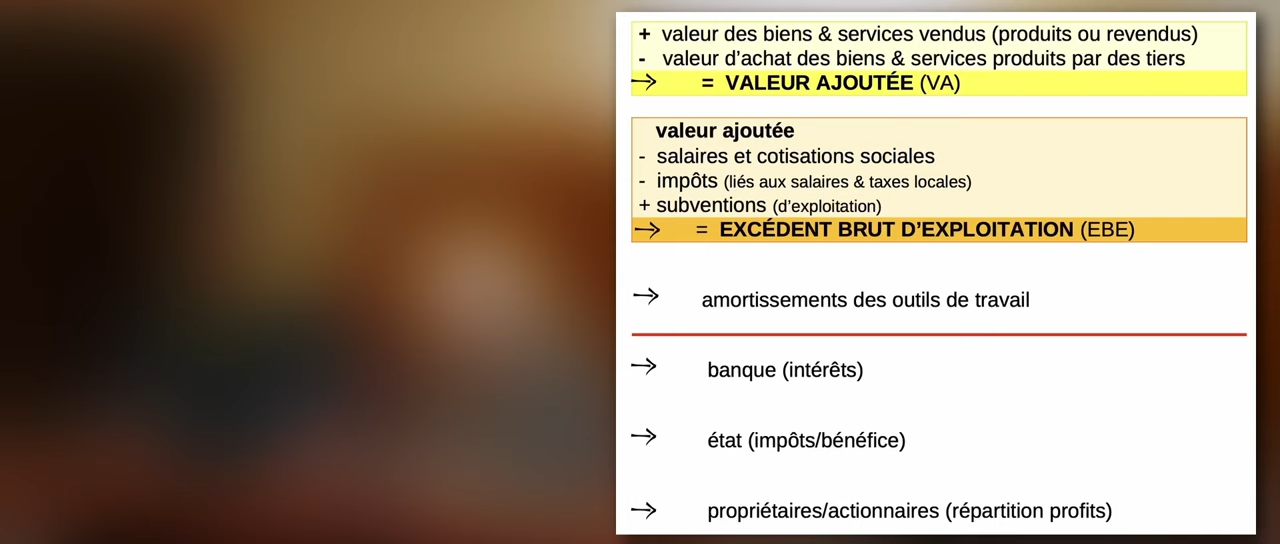 + valeur des biens & services vendus (produits ou revendus)
- valeur d’achat des biens & services produits par des tiers
→ = VALEUR AJOUTÉE (VA)
valeur ajoutée
- salaires et cotisations sociales
- impôts (liés aux salaires & taxes locales)
+ subventions (d’exploitation)
→ = EXCÉDENT BRUT D’EXPLOITATION (EBE)
→ amortissements des outils de travail
→ banque (intérêts)
→ état (impôts/bénéfice)
→ propriétaires/actionnaires (répartition profits)